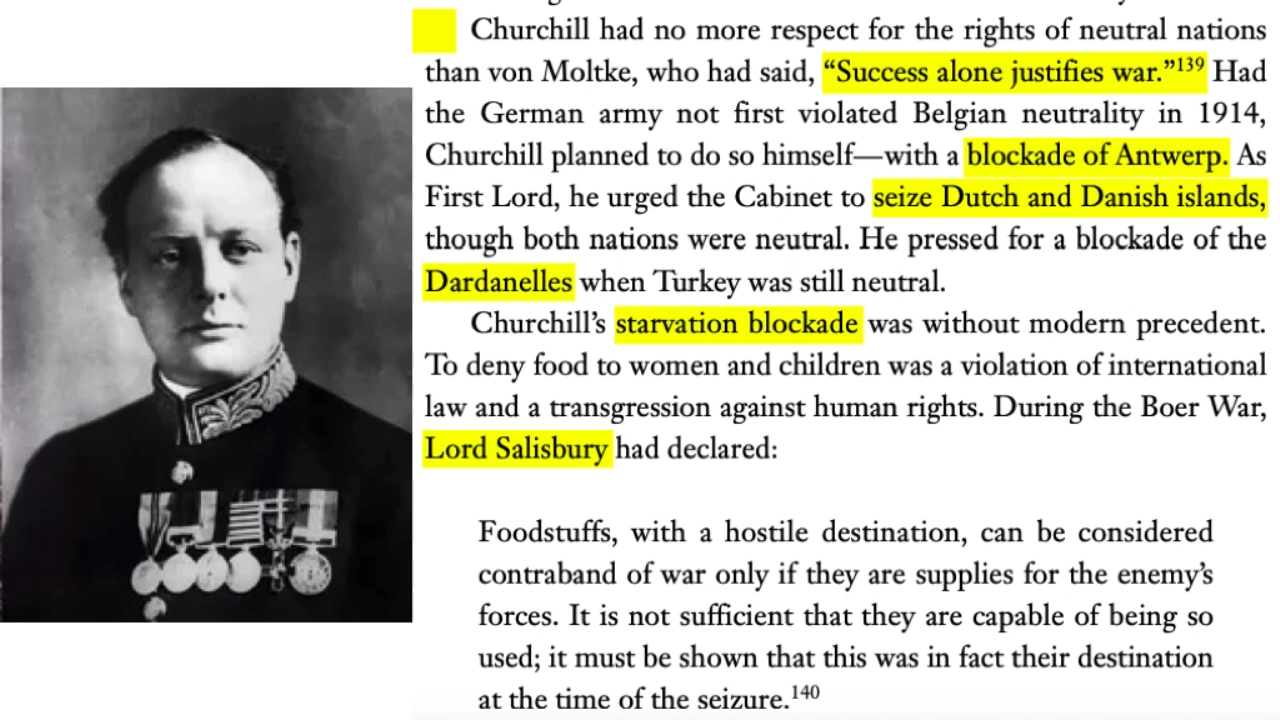 Churchill had no more respect for the rights of neutral nations
than von Moltke, who had said, “Success alone justifies war.”139 Had
the German army not first violated Belgian neutrality in 1914,
Churchill planned to do so himself—with a blockade of Antwerp. As
First Lord, he urged the Cabinet to seize Dutch and Danish islands,
though both nations were neutral. He pressed for a blockade of the
Dardanelles when Turkey was still neutral.
Churchill’s starvation blockade was without modern precedent.
To deny food to women and children was a violation of international
law and a transgression against human rights. During the Boer War,
Lord Salisbury had declared:
Foodstuffs, with a hostile destination, can be considered
contraband of war only if they are supplies for the enemy’s
forces. It is not sufficient that they are capable of being so
used; it must be shown that this was in fact their destination
at the time of the seizure.140